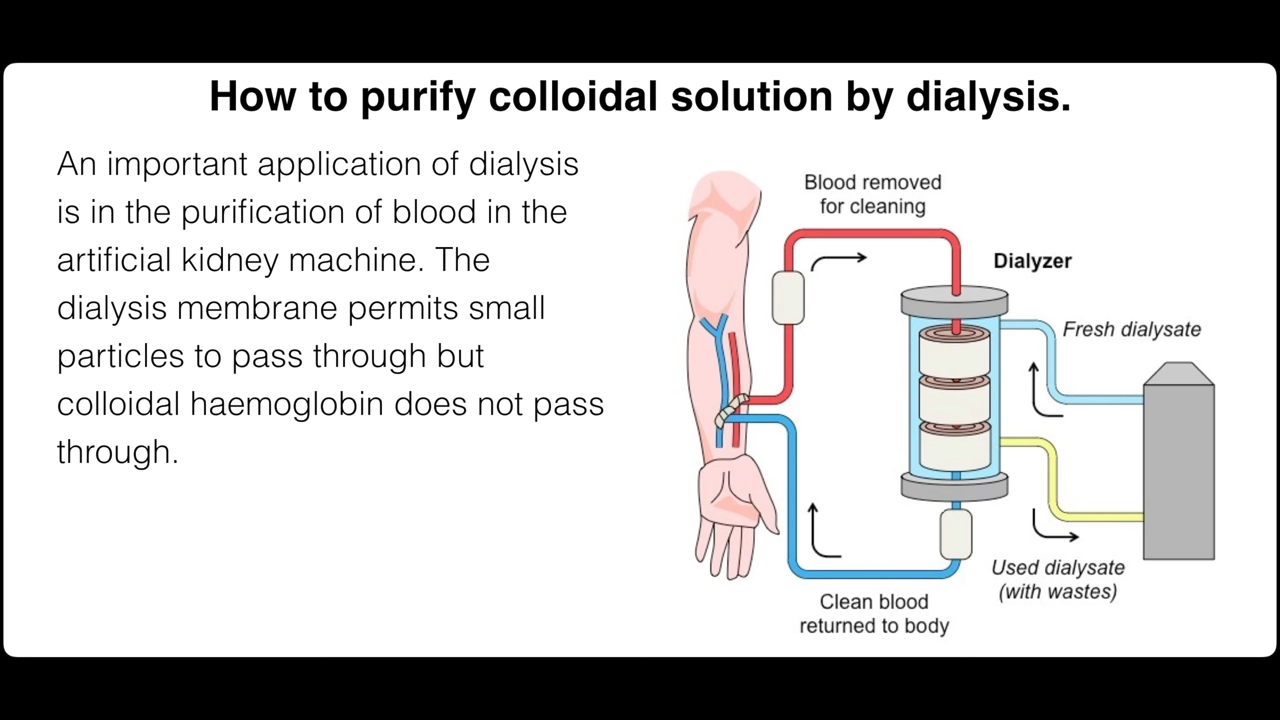 How to purify colloidal solution by dialysis.
An important application of dialysis
is in the purification of blood in the
artificial kidney machine. The
dialysis membrane permits small
particles to pass through but
colloidal haemoglobin does not pass
through.
Blood removed
for cleaning
Dialyzer
Fresh dialysate
Used dialysate
(with wastes)
Clean blood
returned to body